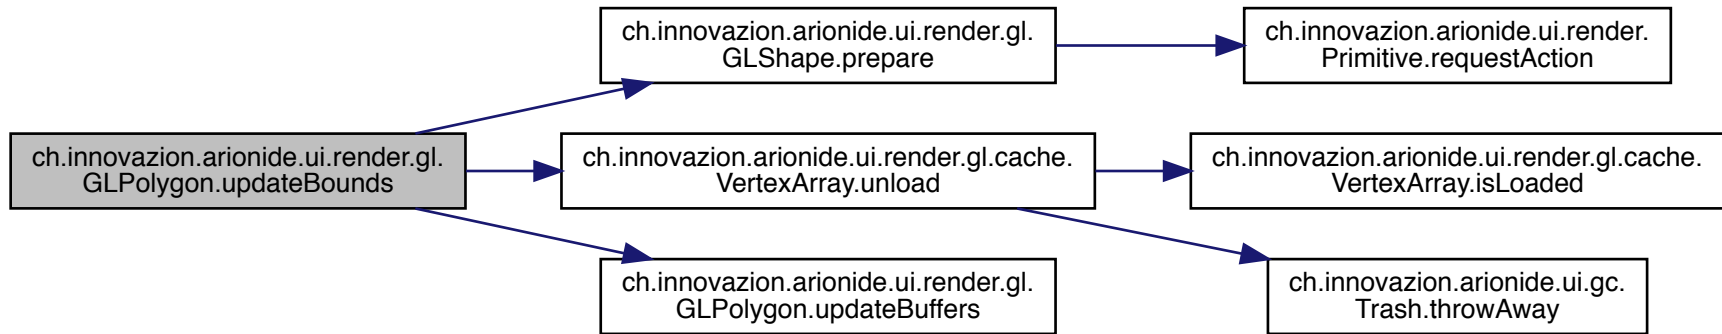 ch.innovazion.arionide.ui.render.gl.
GLShape.prepare
ch.innovazion.arionide.ui.render.
Primitive.requestAction
ch.innovazion.arionide.ui.render.gl.
GLPolygon.updateBounds
ch.innovazion.arionide.ui.render.gl.cache.
VertexArray.unload
ch.innovazion.arionide.ui.render.gl.cache.
VertexArray.isLoaded
ch.innovazion.arionide.ui.render.gl.
GLPolygon.updateBuffers
ch.innovazion.arionide.ui.gc.
Trash.throwAway